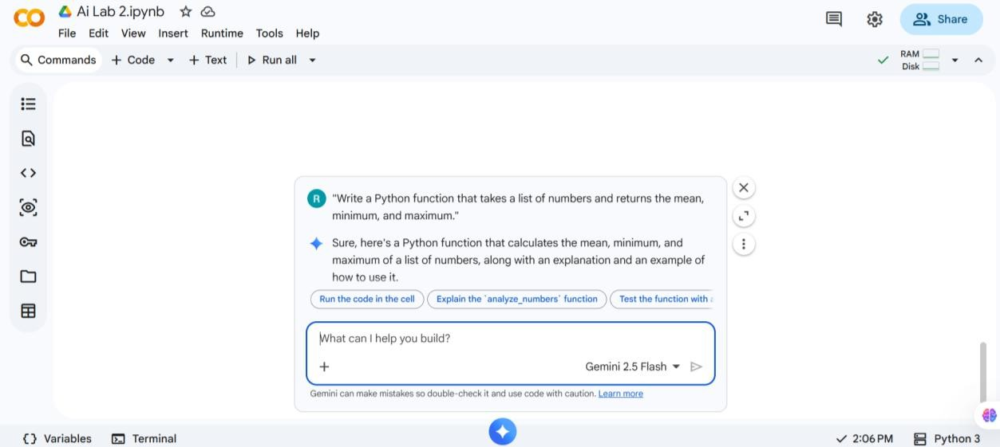 Ai Lab 2.ipynb
File Edit View Insert Runtime Tools Help
Share
Commands + Code + Text Run all
RAM
Disk
R "Write a Python function that takes a list of numbers and returns the mean,
minimum, and maximum."
Sure, here's a Python function that calculates the mean, minimum, and
maximum of a list of numbers, along with an explanation and an example of
how to use it.
Run the code in the cell Explain the `analyze_numbers` function Test the function with
What can I help you build?
+ Gemini 2.5 Flash
Gemini can make mistakes so double-check it and use code with caution. Learn more
{} Variables Terminal 2:06 PM Python 3